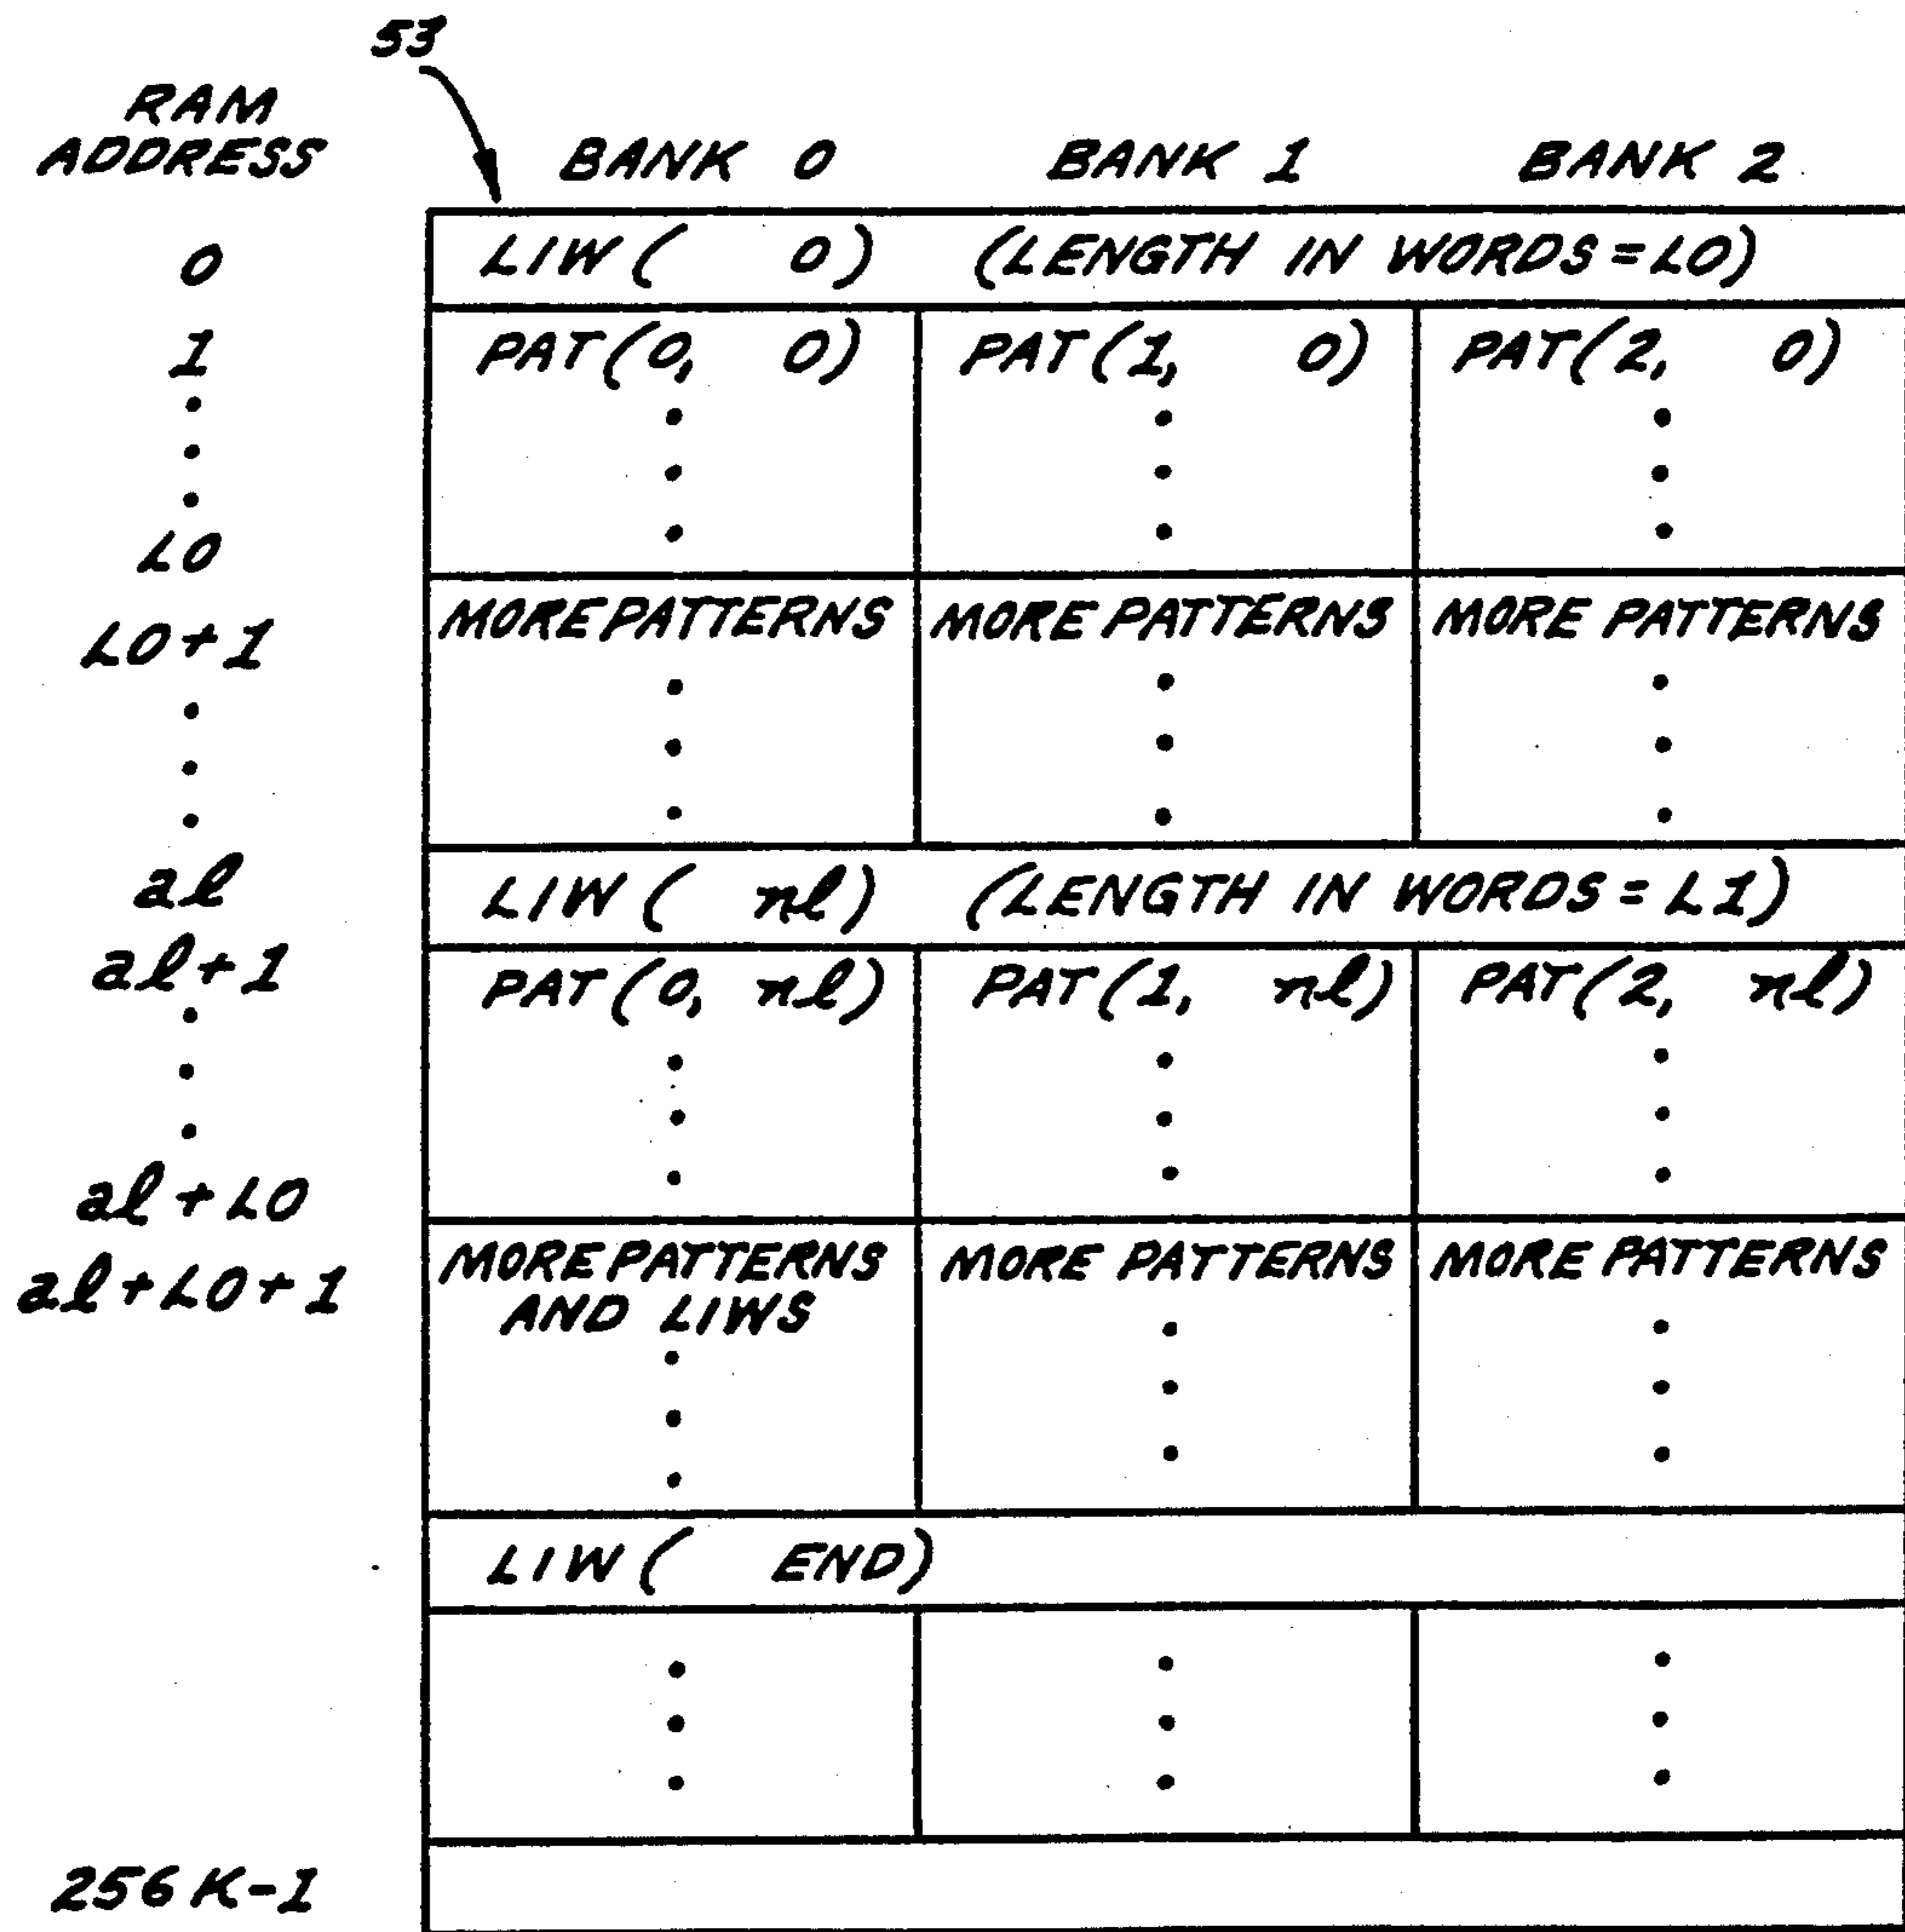 53
RAM
ADDRESS
BANK 0 BANK 1 BANK 2
0 LIW( 0) (LENGTH IN WORDS=L0)
1 PAT(0, 0) PAT(1, 0) PAT(2, 0)
L0
L0+1 MORE PATTERNS MORE PATTERNS MORE PATTERNS
al LIW( nl) (LENGTH IN WORDS=L1)
al+1 PAT(0, nl) PAT(1, nl) PAT(2, nl)
al+L0
al+L0+1 MORE PATTERNS MORE PATTERNS MORE PATTERNS
AND LIWS
LIW( END)
256K-1